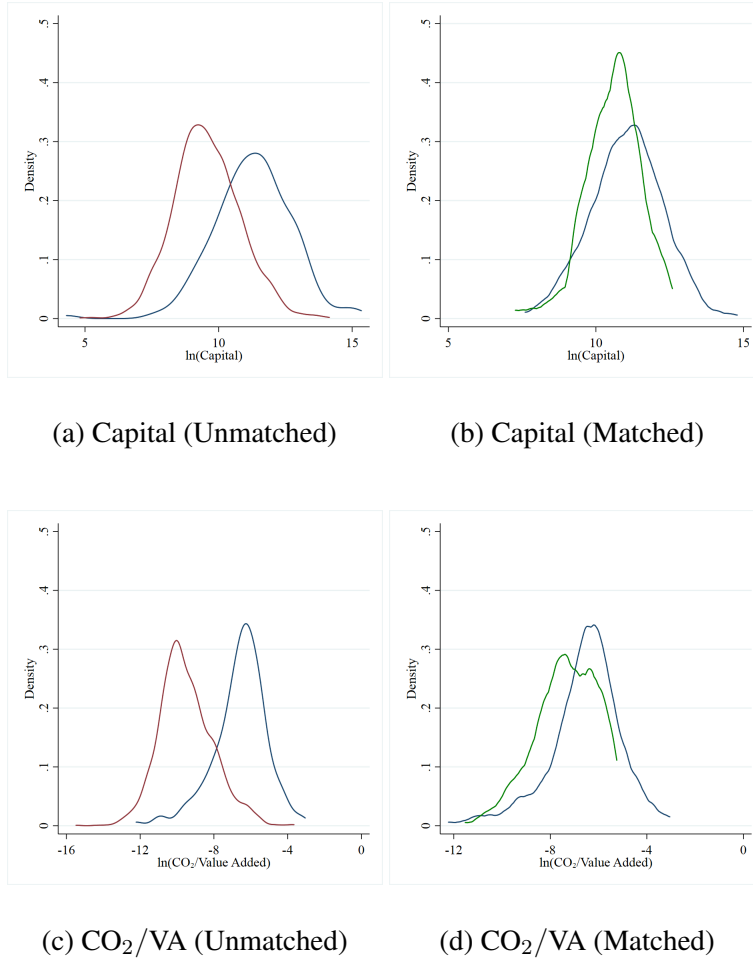 .5
.4
.3
.2
.1
0
Density
5 10 15
ln(Capital)
(a) Capital (Unmatched)
.5
.4
.3
.2
.1
0
Density
5 10 15
ln(Capital)
(b) Capital (Matched)
.5
.4
.3
.2
.1
0
Density
-16 -12 -8 -4 0
ln(CO₂/Value Added)
(c) CO₂/VA (Unmatched)
.5
.4
.3
.2
.1
0
Density
-12 -8 -4 0
ln(CO₂/Value Added)
(d) CO₂/VA (Matched)